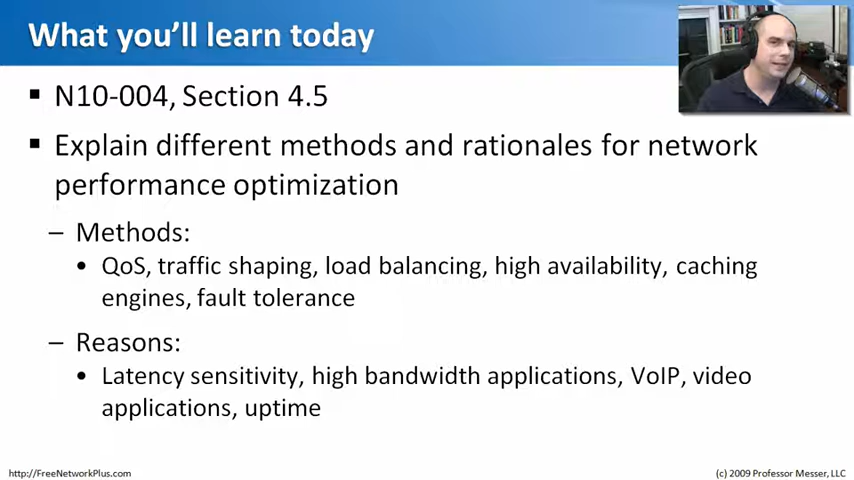 What you'll learn today
N10-004, Section 4.5
Explain different methods and rationales for network
performance optimization
– Methods:
QoS, traffic shaping, load balancing, high availability, caching
engines, fault tolerance
– Reasons:
Latency sensitivity, high bandwidth applications, VoIP, video
applications, uptime
http://FreeNetworkPlus.com
(c) 2009 Professor Messer, LLC